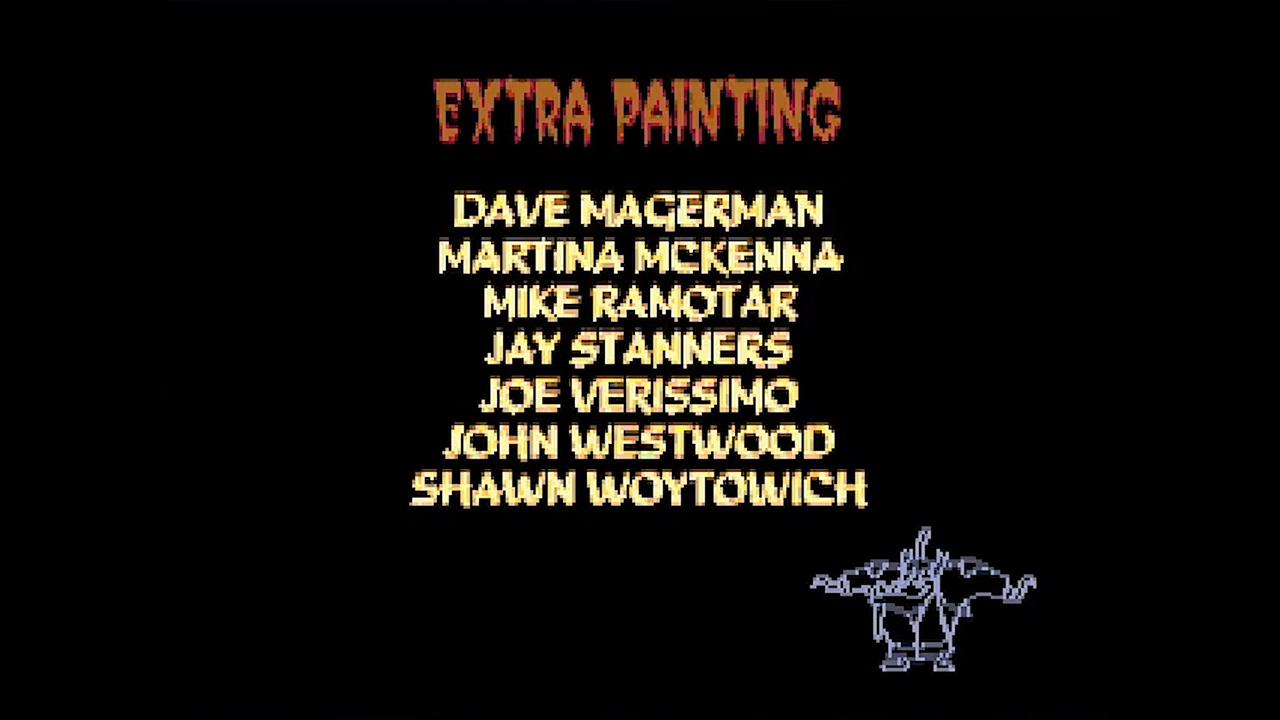 EXTRA PAINTING
DAVE MAGERMAN
MARTINA MCKENNA
MIKE RAMOTAR
JAY STANNERS
JOE VERISSIMO
JOHN WESTWOOD
SHAWN WOYTOWICH